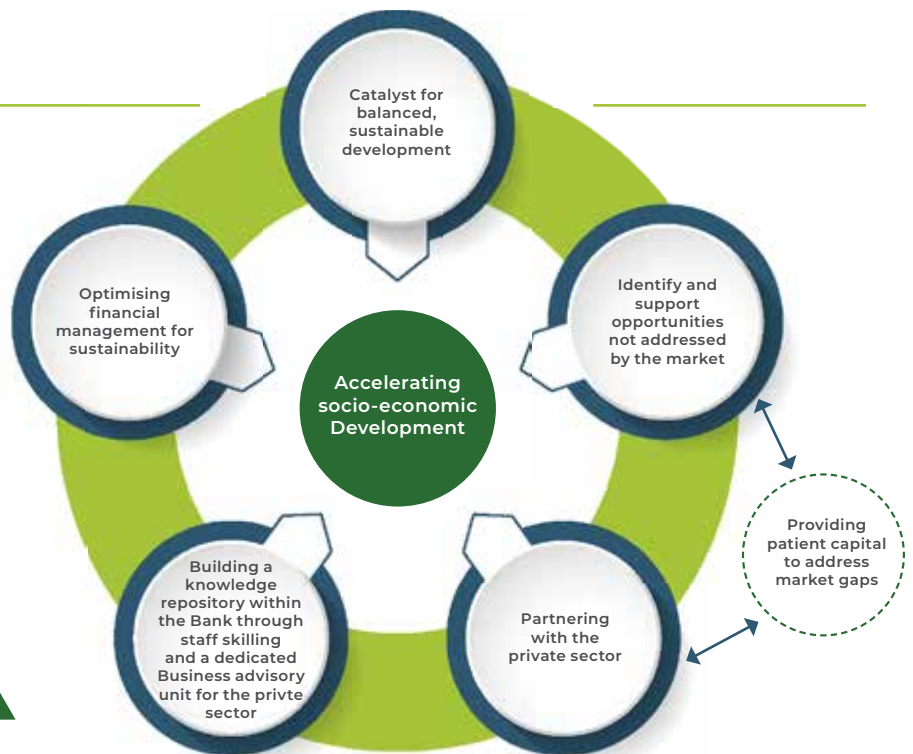 Catalyst for
balanced,
sustainable
development
Optimising
financial
management for
sustainability
Identify and
support
opportunities
not addressed
by the market
Accelerating
socio-economic
Development
Providing
patient capital
to address
market gaps
Building a
knowledge
repository within
the Bank through
staff skilling
and a dedicated
Business advisory
unit for the privte
sector
Partnering
with the
private sector